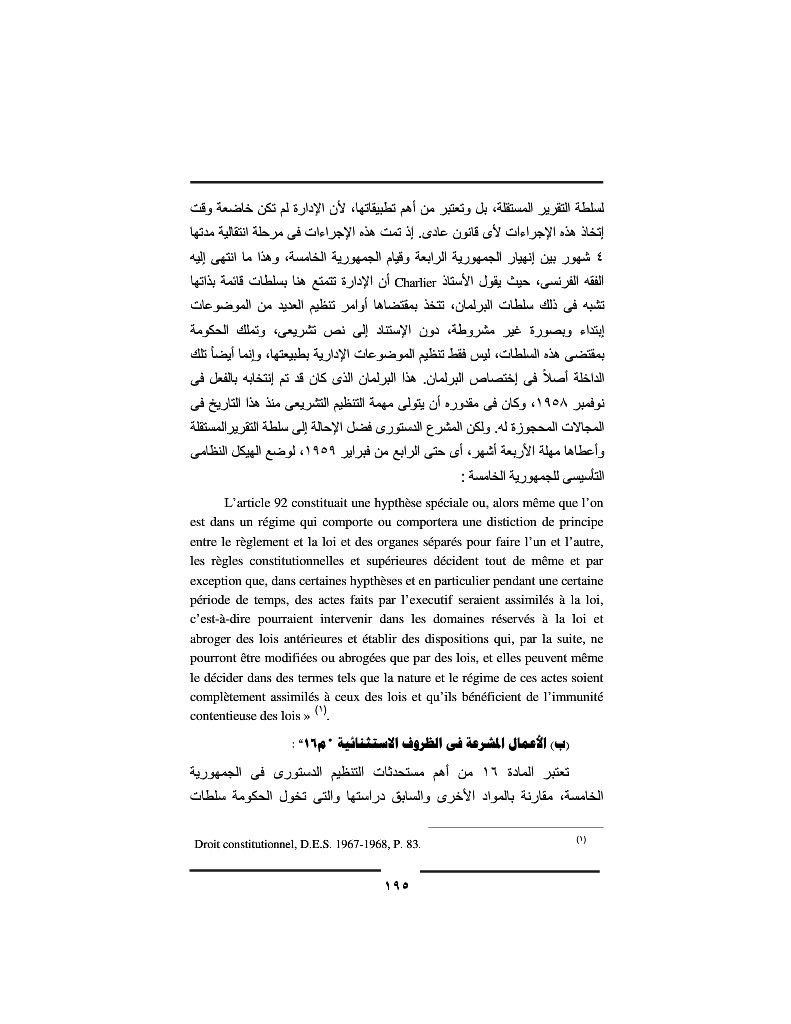 لسلطة التقرير المستقلة، بل وتعتبر من أهم تطبيقاتها، لأن الإدارة لم تكن خاضعة وقت
إتخاذ هذه الإجراءات لأى قانون عادى. إذ تمت هذه الإجراءات فى مرحلة انتقالية مدتها
٤ شهور بين إنهيار الجمهورية الرابعة وقيام الجمهورية الخامسة، وهذا ما انتهى إليه
الفقه الفرنسى، حيث يقول الأستاذ Charlier أن الإدارة تتمتع هنا بسلطات قائمة بذاتها
تشبه فى ذلك سلطات البرلمان، تتخذ بمقتضاها أوامر تنظيم العديد من الموضوعات
إبتداء وبصورة غير مشروطة، دون الإستناد إلى نص تشريعى، وتملك الحكومة
بمقتضى هذه السلطات، ليس فقط تنظيم الموضوعات الإدارية بطبيعتها، وإنما أيضاً تلك
الداخلة أصلاً فى إختصاص البرلمان. هذا البرلمان الذى كان قد تم إنتخابه بالفعل فى
نوفمبر ١٩٥٨، وكان فى مقدوره أن يتولى مهمة التنظيم التشريعى منذ هذا التاريخ فى
المجالات المحجوزة له. ولكن المشرع الدستورى فضل الإحالة إلى سلطة التقريرالمستقلة
وأعطاها مهلة الأربعة أشهر، أى حتى الرابع من فبراير ١٩٥٩، لوضع الهيكل النظامى
التأسيسى للجمهورية الخامسة :
L’article 92 constituait une hypthèse spéciale ou, alors même que l’on
est dans un régime qui comporte ou comportera une distiction de principe
entre le règlement et la loi et des organes séparés pour faire l’un et l’autre,
les règles constitutionnelles et supérieures décident tout de même et par
exception que, dans certaines hypthèses et en particulier pendant une certaine
période de temps, des actes faits par l’executif seraient assimilés à la loi,
c’est-à-dire pourraient intervenir dans les domaines réservés à la loi et
abroger des lois antérieures et établir des dispositions qui, par la suite, ne
pourront être modifiées ou abrogées que par des lois, et elles peuvent même
le décider dans des termes tels que la nature et le régime de ces actes soient
complètement assimilés à ceux des lois et qu’ils bénéficient de l’immunité
contentieuse des lois » (١).
(ب) الأعمال المشرعة فى الظروف الاستثنائية "م١٦" :
تعتبر المادة ١٦ من أهم مستحدثات التنظيم الدستورى فى الجمهورية
الخامسة، مقارنة بالمواد الأخرى والسابق دراستها والتى تخول الحكومة سلطات
(١) Droit constitutionnel, D.E.S. 1967-1968, P. 83.
١٩٥